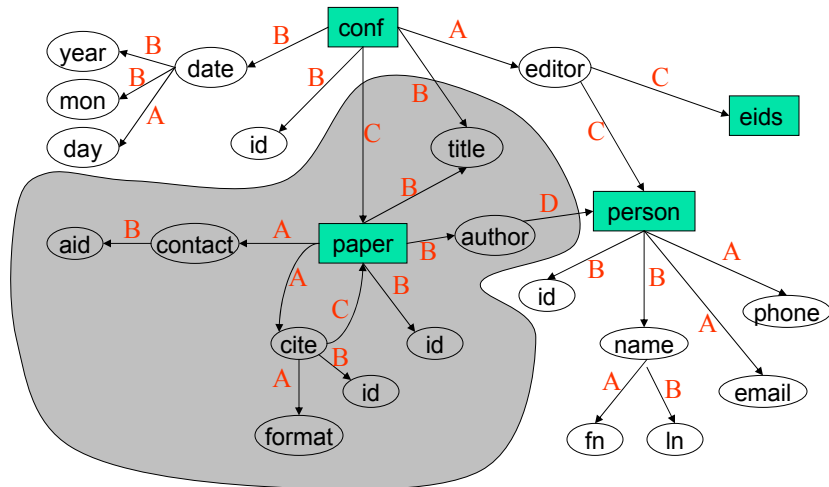 conf
year
B
B
A
date
editor
B
B
B
C
mon
A
eids
day
id
C
title
C
B
D
person
aid
B
contact
A
paper
B
author
A
C
B
B
B
A
id
phone
cite
B
id
name
A
A
id
A
B
email
format
fn
ln